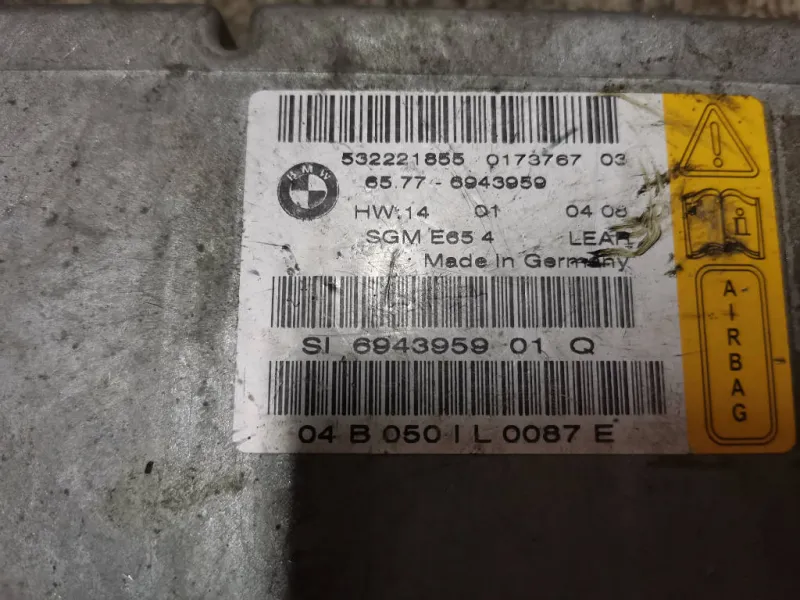 532221855 0173767 03
BMW
65.77 - 6943959
HW:14 01 04 08
SGM E65 4 LEAR
Made In Germany
SI 6943959 01 Q
04 B 050 I L 0087 E
i
AIRBAG